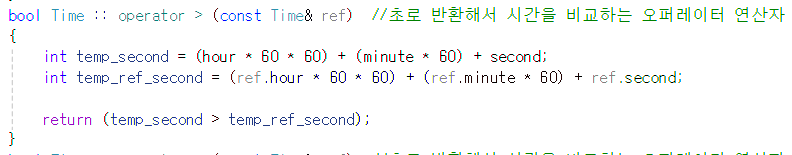 bool Time :: operator > (const Time& ref)  //초로 반환해서 시간을 비교하는 오퍼레이터 연산자
{
    int temp_second = (hour * 60 * 60) + (minute * 60) + second;
    int temp_ref_second = (ref.hour * 60 * 60) + (ref.minute * 60) + ref.second;

    return (temp_second > temp_ref_second);
}